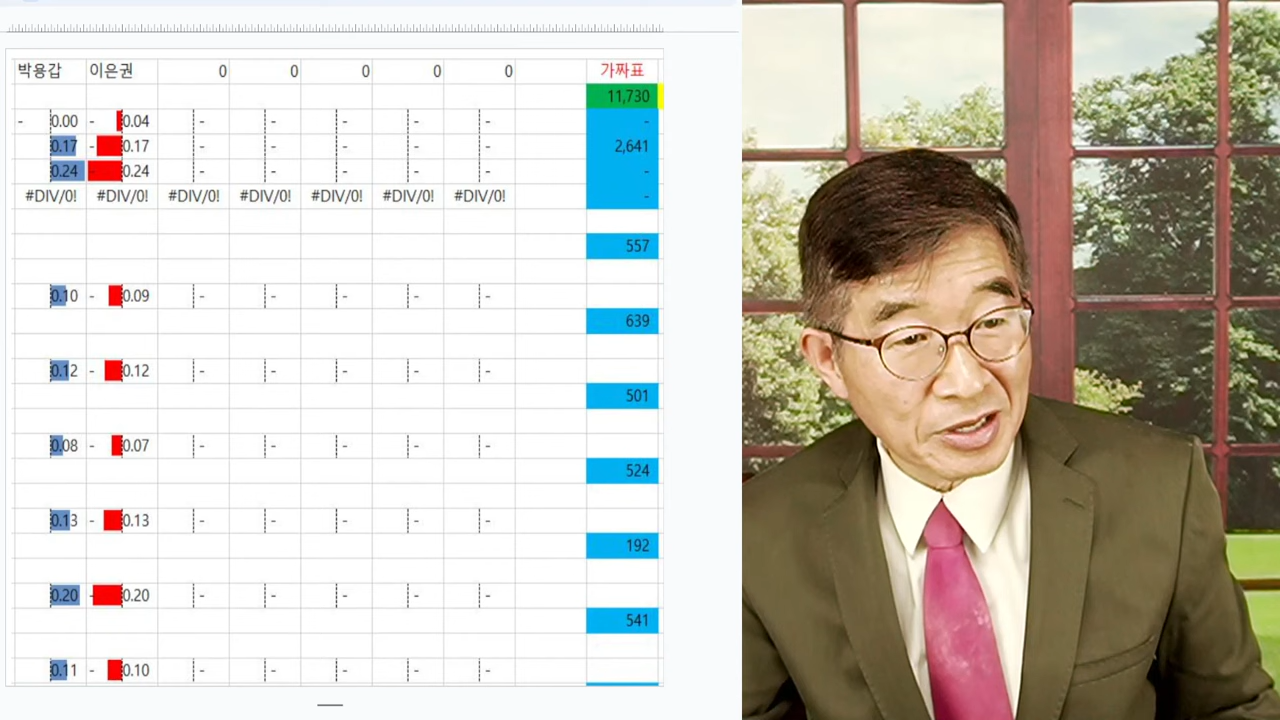 박용갑 이은권 0 0 0 0 0 가짜표
11,730
- 0.00 - 0.04 - - - - - -
0.17 - 0.17 - - - - - 2,641
0.24 - 0.24 - - - - - -
#DIV/0! #DIV/0! #DIV/0! #DIV/0! #DIV/0! #DIV/0! #DIV/0! -
557
0.10 - 0.09 - - - - -
639
0.12 - 0.12 - - - - -
501
0.08 - 0.07 - - - - -
524
0.13 - 0.13 - - - - -
192
0.20 - 0.20 - - - - -
541
0.11 - 0.10 - - - - -